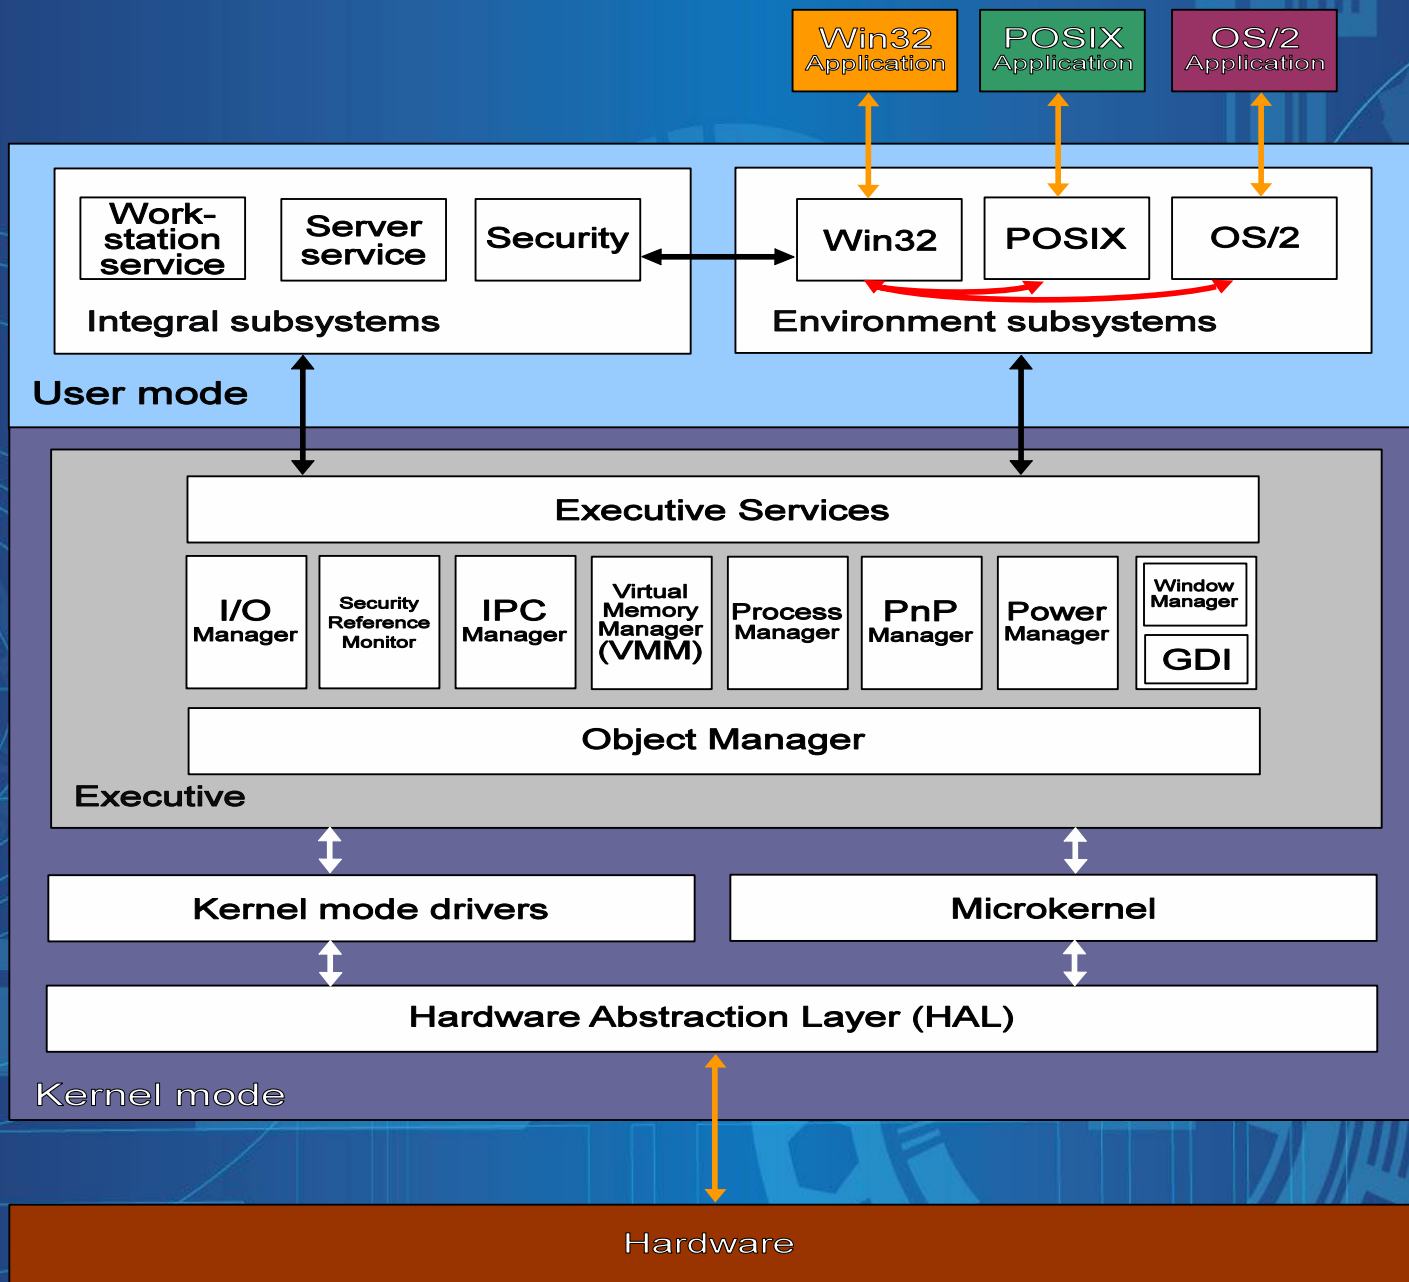 Win32
Application
POSIX
Application
OS/2
Application
Work-
station
service
Server
service
Security
Integral subsystems
Win32
POSIX
OS/2
Environment subsystems
User mode
Executive Services
I/O
Manager
Security
Reference
Monitor
IPC
Manager
Virtual
Memory
Manager
(VMM)
Process
Manager
PnP
Manager
Power
Manager
Window
Manager
GDI
Object Manager
Executive
Kernel mode drivers
Microkernel
Hardware Abstraction Layer (HAL)
Kernel mode
Hardware